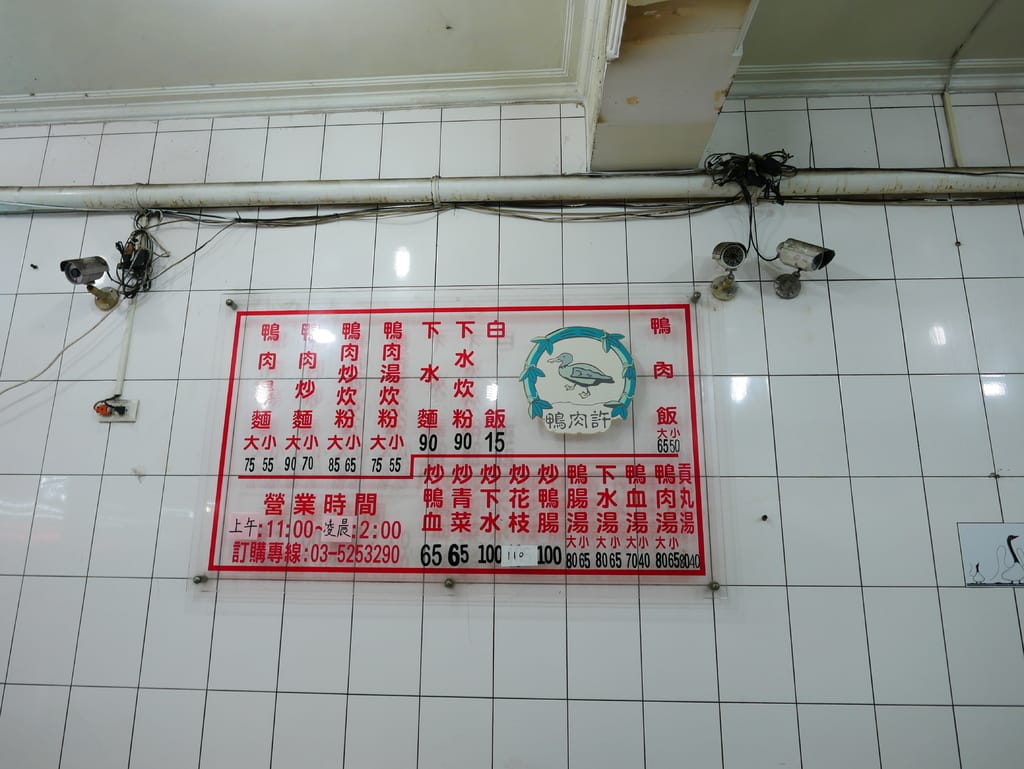 鴨肉飯
大小
65 50
鴨肉許
白飯
15
下水炊粉
90
下水麵
90
鴨肉湯炊粉
大小
75 55
鴨肉炒炊粉
大小
85 65
鴨肉炒麵
大小
90 70
鴨肉湯麵
大小
75 55
貢丸湯
鴨肉湯
大小
80 65
鴨血湯
大小
70 40
下水湯
大小
80 65
鴨腸湯
大小
80 65
炒鴨腸
100
炒花枝
110
炒下水
100
炒青菜
65
炒鴨血
65
營業時間
上午:11:00~凌晨:2:00
訂購專線:03-5253290